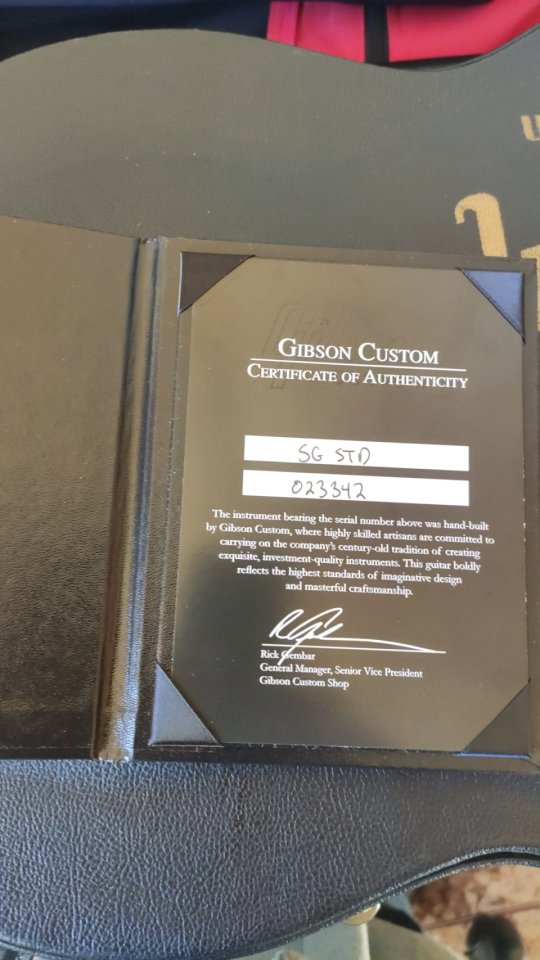 GIBSON CUSTOM
CERTIFICATE OF AUTHENTICITY
SG STD
023342
The instrument bearing the serial number above was hand-built
by Gibson Custom, where highly skilled artisans are committed to
carrying on the company's century-old tradition of creating
exquisite, investment-quality instruments. This guitar boldly
reflects the highest standards of imaginative design
and masterful craftsmanship.
Rick Gembar
General Manager, Senior Vice President
Gibson Custom Shop